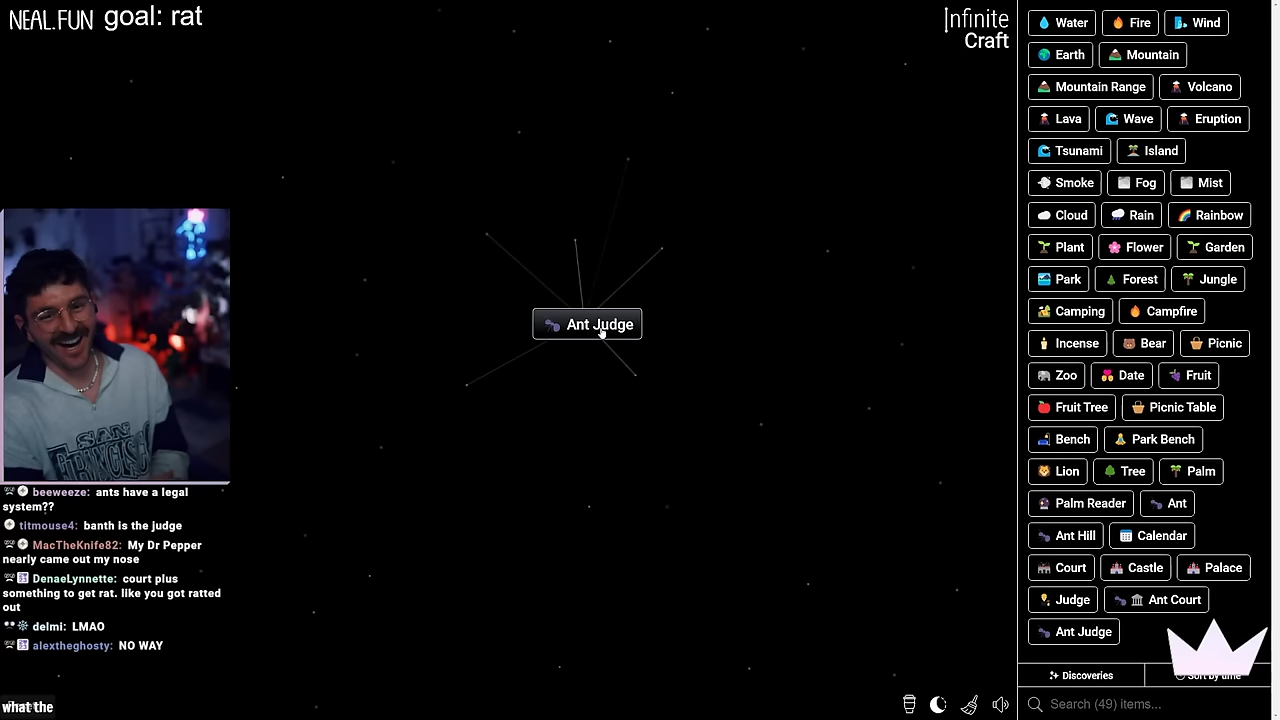 NEAL.FUN goal: rat
Infinite
Craft
Ant Judge
SAN
beeweeze: ants have a legal
system??
titmouse4: banth is the judge
MacTheKnife82: My Dr Pepper
nearly came out my nose
DenaeLynnette: court plus
something to get rat. like you got ratted
out
delmi: LMAO
alextheghosty: NO WAY
what the
Water Fire Wind
Earth Mountain
Mountain Range Volcano
Lava Wave Eruption
Tsunami Island
Smoke Fog Mist
Cloud Rain Rainbow
Plant Flower Garden
Park Forest Jungle
Camping Campfire
Incense Bear Picnic
Zoo Date Fruit
Fruit Tree Picnic Table
Bench Park Bench
Lion Tree Palm
Palm Reader Ant
Ant Hill Calendar
Court Castle Palace
Judge Ant Court
Ant Judge
Discoveries Sort by time
Search (49) items...